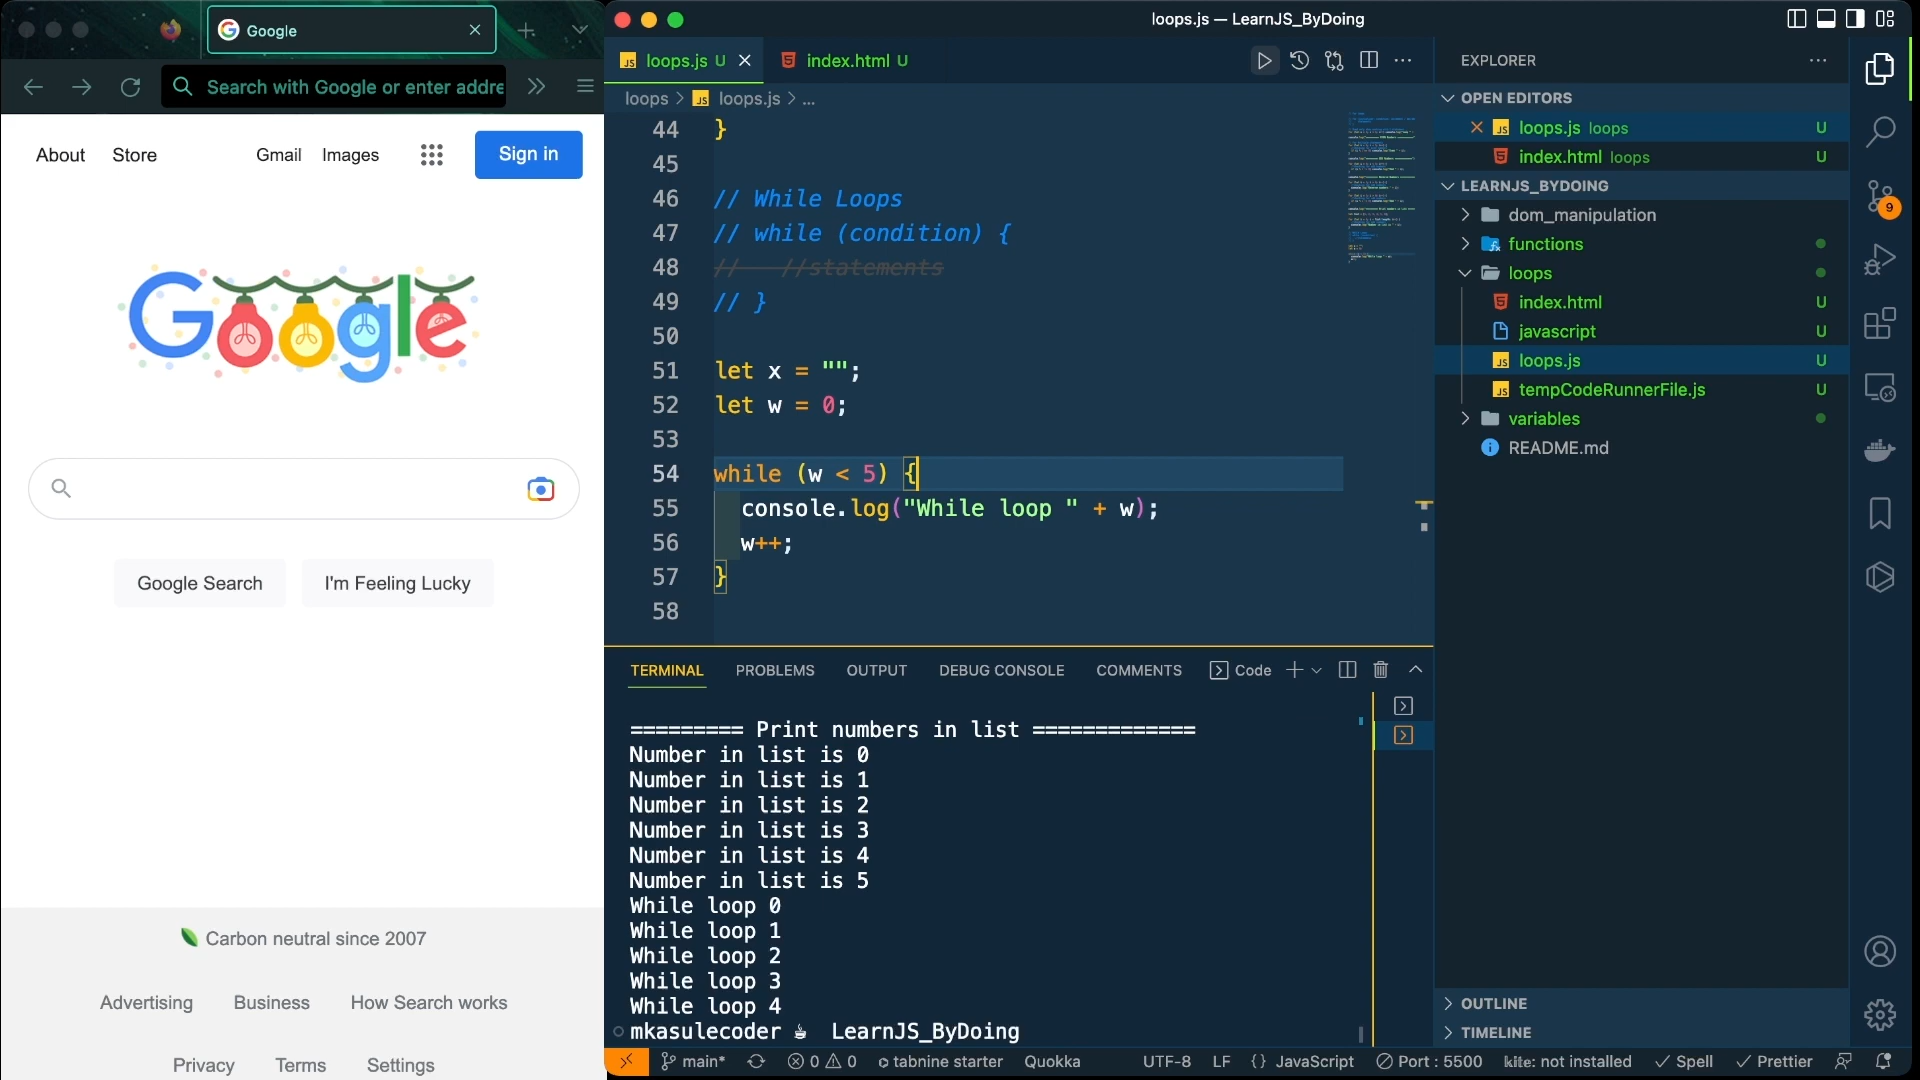 Google
Search with Google or enter addre
About
Store
Gmail
Images
Sign in
Google
Google Search
I'm Feeling Lucky
Carbon neutral since 2007
Advertising
Business
How Search works
Privacy
Terms
Settings
loops.js — LearnJS_ByDoing
JS loops.js U
index.html U
loops > JS loops.js > ...
44 }
45
46 // While Loops
47 // while (condition) {
48 //   //statements
49 // }
50
51 let x = "";
52 let w = 0;
53
54 while (w < 5) {
55   console.log("While loop " + w);
56   w++;
57 }
58
TERMINAL
PROBLEMS
OUTPUT
DEBUG CONSOLE
COMMENTS
Code
========= Print numbers in list =============
Number in list is 0
Number in list is 1
Number in list is 2
Number in list is 3
Number in list is 4
Number in list is 5
While loop 0
While loop 1
While loop 2
While loop 3
While loop 4
mkasulecoder ☕ LearnJS_ByDoing
EXPLORER
OPEN EDITORS
JS loops.js loops U
index.html loops U
LEARNJS_BYDOING
dom_manipulation
functions
loops
index.html U
javascript U
JS loops.js U
JS tempCodeRunnerFile.js U
variables
README.md
OUTLINE
TIMELINE
9
main*
0
0
tabnine starter
Quokka
UTF-8
LF
{} JavaScript
Port : 5500
kite: not installed
Spell
Prettier